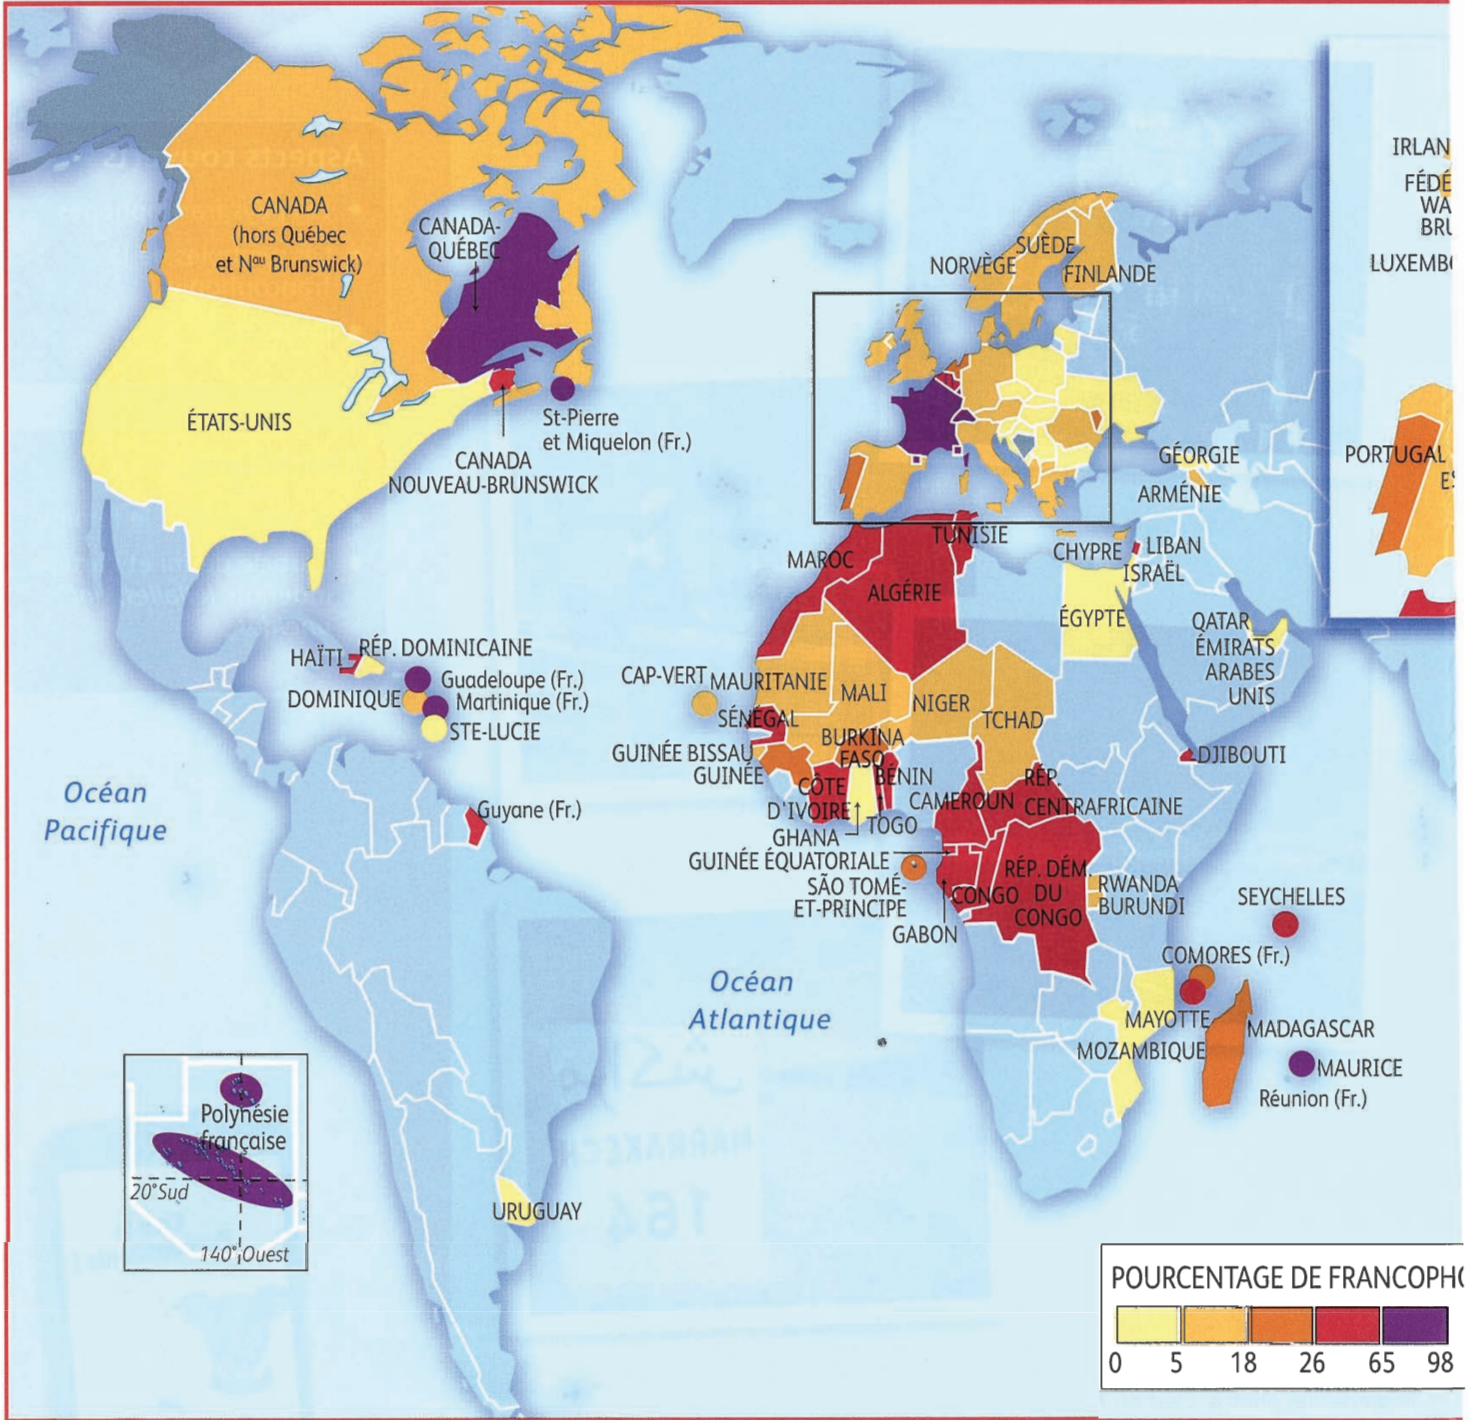 CANADA
(hors Québec
et Nau Brunswick)
CANADA-
QUÉBEC
ÉTATS-UNIS
St-Pierre
et Miquelon (Fr.)
CANADA
NOUVEAU-BRUNSWICK
NORVÈGE
SUÈDE
FINLANDE
IRLAN
FÉDÉ
WA
BRU
LUXEMB
PORTUGAL
ES
GÉORGIE
ARMÉNIE
CHYPRE
LIBAN
ISRAËL
TUNISIE
MAROC
ALGÉRIE
ÉGYPTE
QATAR
ÉMIRATS
ARABES
UNIS
HAÏTI
RÉP. DOMINICAINE
Guadeloupe (Fr.)
DOMINIQUE
Martinique (Fr.)
STE-LUCIE
CAP-VERT
MAURITANIE
MALI
NIGER
TCHAD
SÉNÉGAL
BURKINA
FASO
GUINÉE BISSAU
GUINÉE
CÔTE
D'IVOIRE
BÉNIN
GHANA
TOGO
CAMEROUN
RÉP.
CENTRAFRICAINE
DJIBOUTI
GUINÉE ÉQUATORIALE
SÃO TOMÉ-
ET-PRINCIPE
GABON
CONGO
RÉP. DÉM.
DU
CONGO
RWANDA
BURUNDI
SEYCHELLES
COMORES (Fr.)
MAYOTTE
MOZAMBIQUE
MADAGASCAR
MAURICE
Réunion (Fr.)
Océan
Pacifique
Guyane (Fr.)
Océan
Atlantique
Polynésie
française
20°Sud
140° Ouest
URUGUAY
POURCENTAGE DE FRANCOPHO
0 5 18 26 65 98